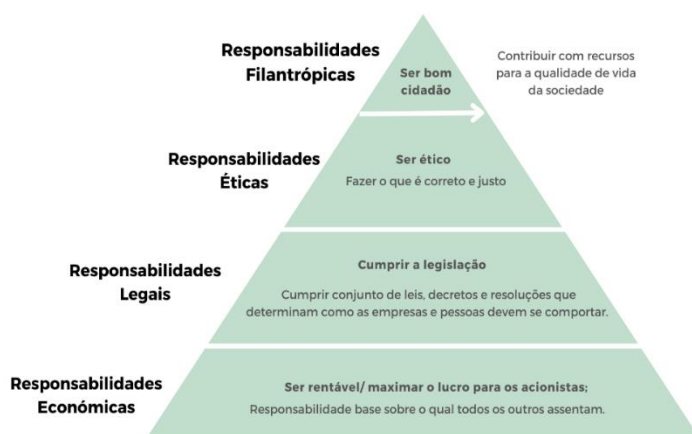 Responsabilidades
Filantrópicas
Ser bom
cidadão
Contribuir com recursos
para a qualidade de vida
da sociedade
Responsabilidades
Éticas
Ser ético
Fazer o que é correto e justo
Responsabilidades
Legais
Cumprir a legislação
Cumprir conjunto de leis, decretos e resoluções que
determinam como as empresas e pessoas devem se comportar.
Responsabilidades
Económicas
Ser rentável/ maximar o lucro para os acionistas;
Responsabilidade base sobre o qual todos os outros assentam.